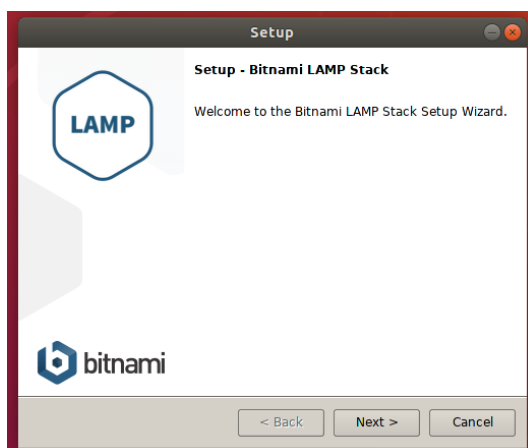 Setup
Setup - Bitnami LAMP Stack
LAMP
Welcome to the Bitnami LAMP Stack Setup Wizard.
bitnami
< Back
Next >
Cancel